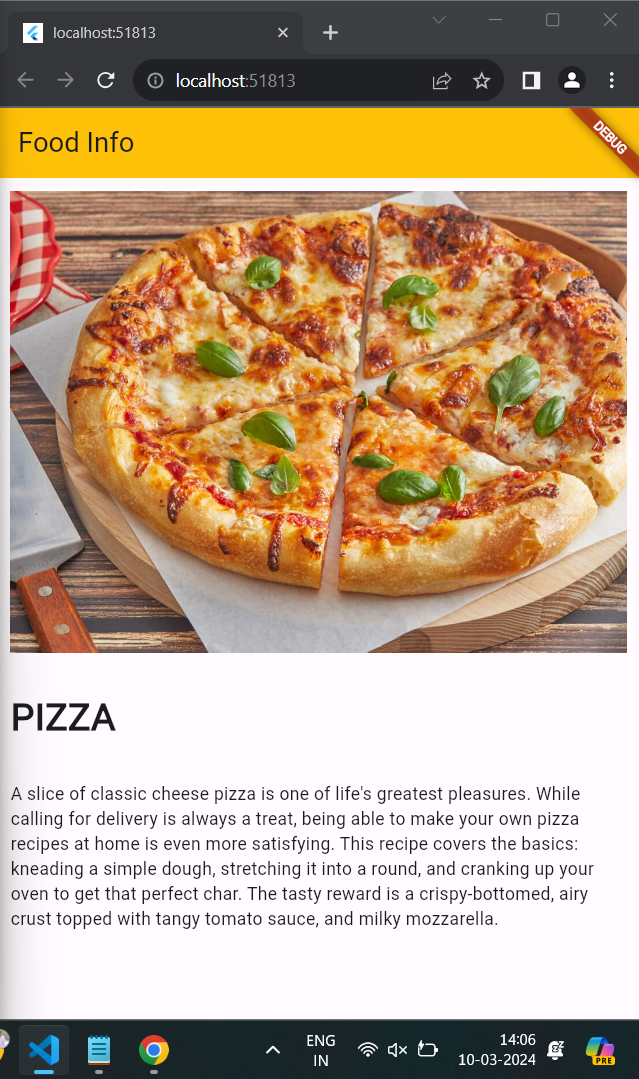 localhost:51813
localhost:51813
Food Info
DEBUG
PIZZA
A slice of classic cheese pizza is one of life's greatest pleasures. While
calling for delivery is always a treat, being able to make your own pizza
recipes at home is even more satisfying. This recipe covers the basics:
kneading a simple dough, stretching it into a round, and cranking up your
oven to get that perfect char. The tasty reward is a crispy-bottomed, airy
crust topped with tangy tomato sauce, and milky mozzarella.
ENG
IN
14:06
10-03-2024
PRE